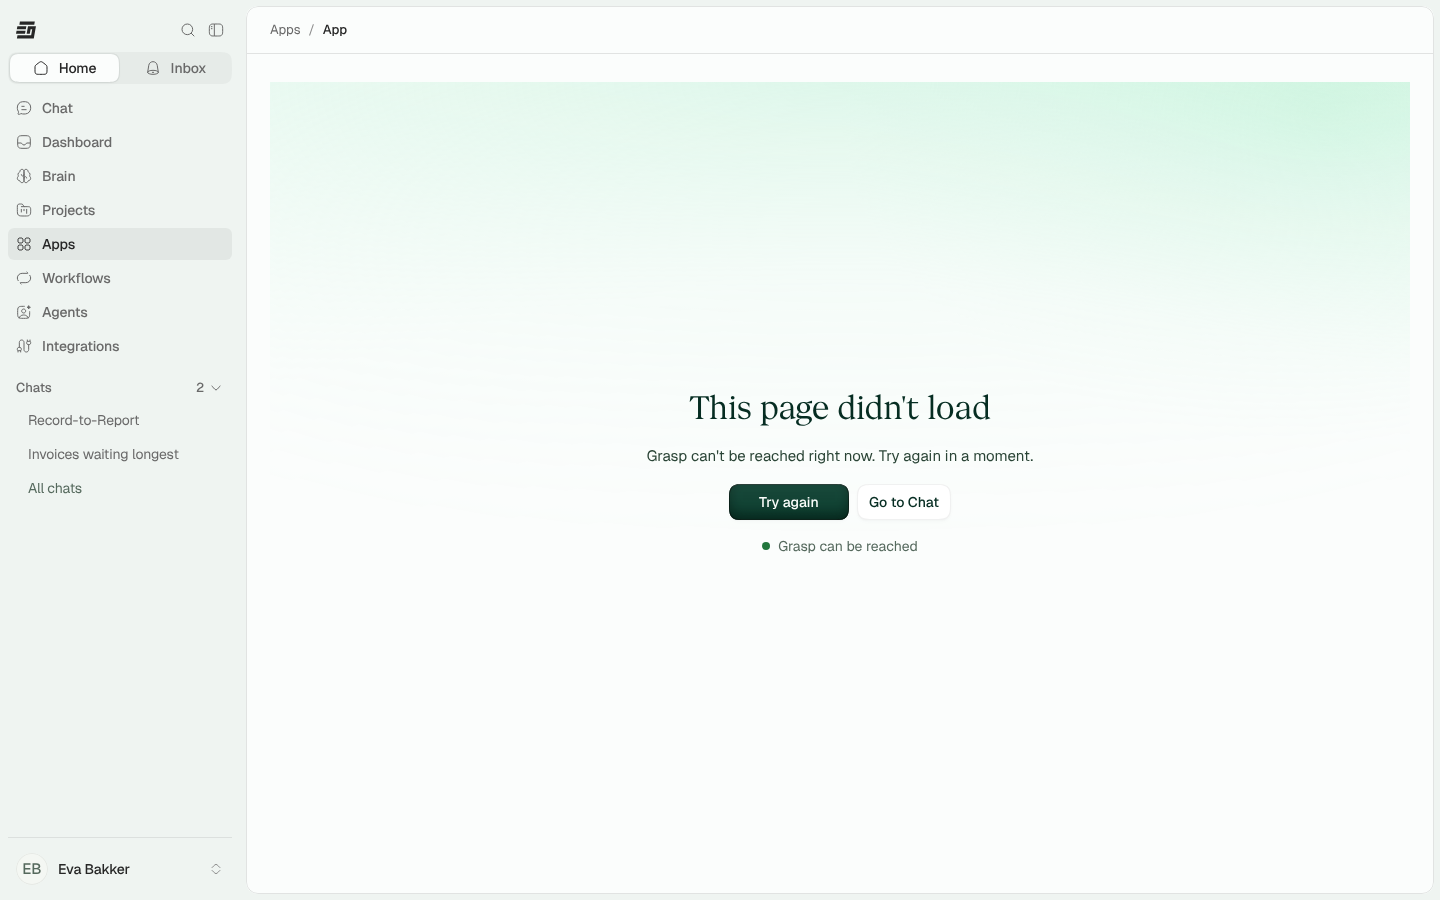 Apps / App
Home
Inbox
Chat
Dashboard
Brain
Projects
Apps
Workflows
Agents
Integrations
Chats 2
Record-to-Report
Invoices waiting longest
All chats
EB Eva Bakker
This page didn't load
Grasp can't be reached right now. Try again in a moment.
Try again
Go to Chat
Grasp can be reached